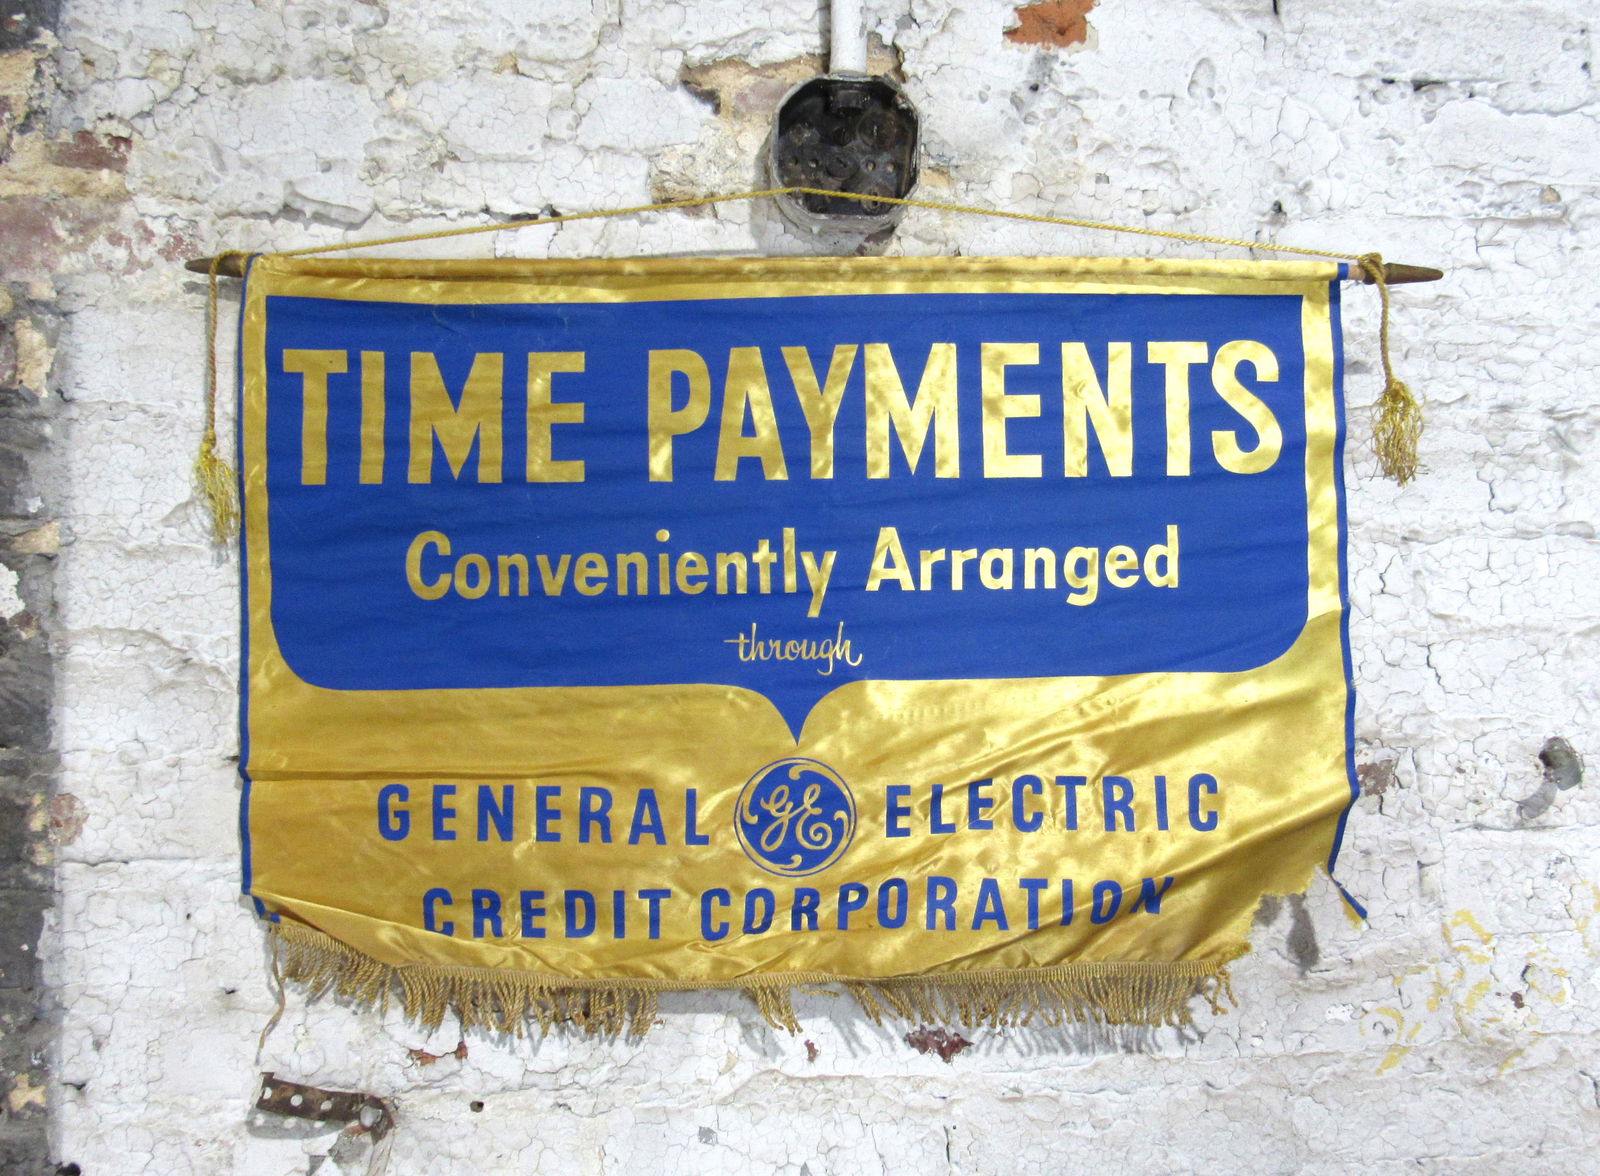 TIME PAYMENTS
Conveniently Arranged
through
GENERAL GE ELECTRIC
CREDIT CORPORATION